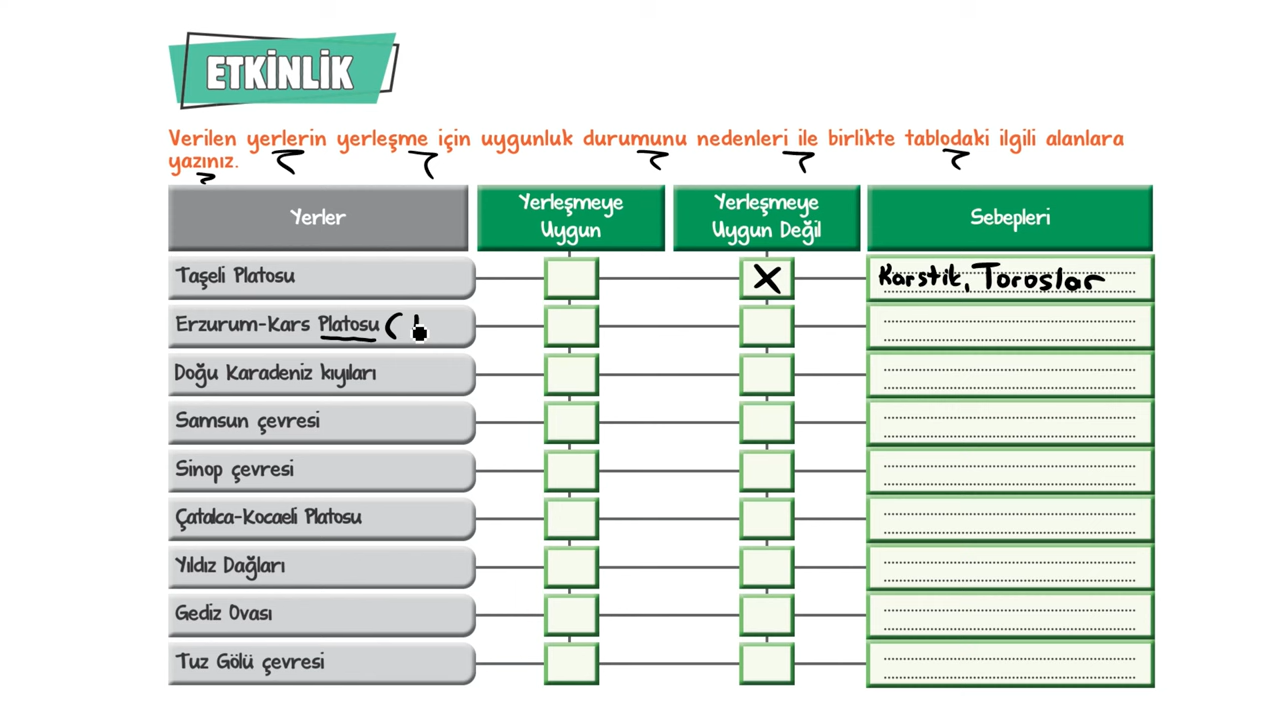 ETKİNLİK
Verilen yerlerin yerleşme için uygunluk durumunu nedenleri ile birlikte tablodaki ilgili alanlara
yazınız.
Yerler
Yerleşmeye
Uygun
Yerleşmeye
Uygun Değil
Sebepleri
Taşeli Platosu
X
Karstik, Toroslar
Erzurum-Kars Platosu (
Doğu Karadeniz kıyıları
Samsun çevresi
Sinop çevresi
Çatalca-Kocaeli Platosu
Yıldız Dağları
Gediz Ovası
Tuz Gölü çevresi